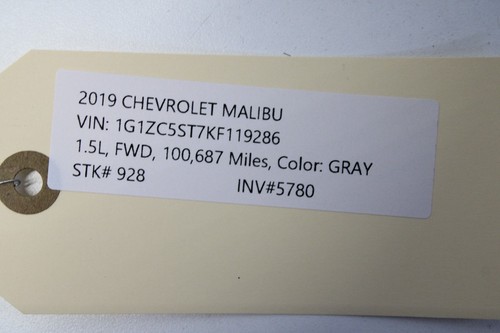 2019 CHEVROLET MALIBU
VIN: 1G1ZC5ST7KF119286
1.5L, FWD, 100,687 Miles, Color: GRAY
STK# 928 INV#5780